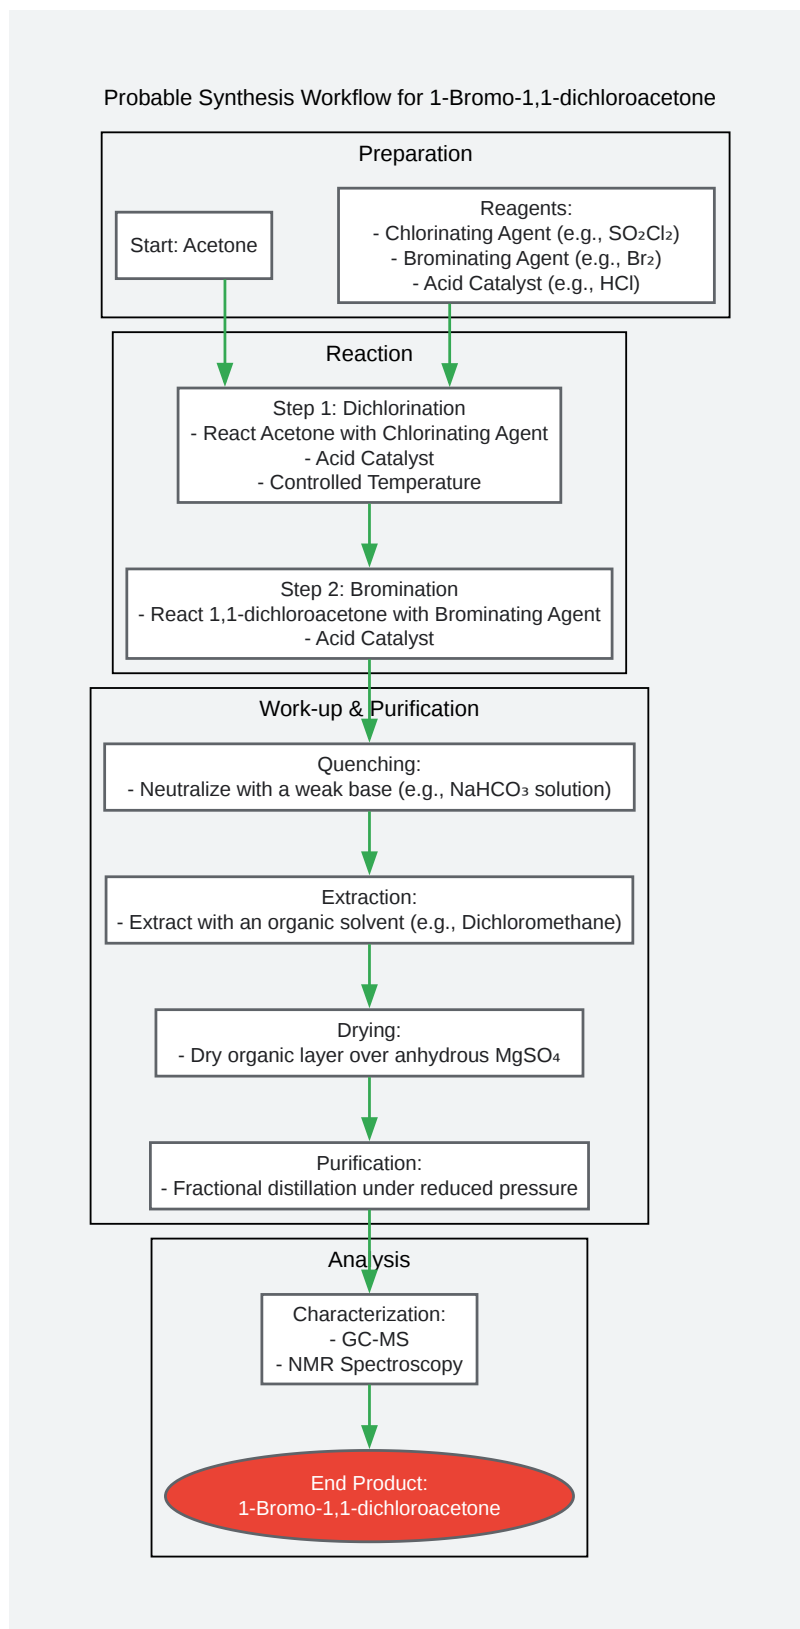 Probable Synthesis Workflow for 1-Bromo-1,1-dichloroacetone
Preparation
Start: Acetone
Reagents:
- Chlorinating Agent (e.g., SO₂Cl₂)
- Brominating Agent (e.g., Br₂)
- Acid Catalyst (e.g., HCl)
Reaction
Step 1: Dichlorination
- React Acetone with Chlorinating Agent
- Acid Catalyst
- Controlled Temperature
Step 2: Bromination
- React 1,1-dichloroacetone with Brominating Agent
- Acid Catalyst
Work-up & Purification
Quenching:
- Neutralize with a weak base (e.g., NaHCO₃ solution)
Extraction:
- Extract with an organic solvent (e.g., Dichloromethane)
Drying:
- Dry organic layer over anhydrous MgSO₄
Purification:
- Fractional distillation under reduced pressure
Analysis
Characterization:
- GC-MS
- NMR Spectroscopy
End Product:
1-Bromo-1,1-dichloroacetone